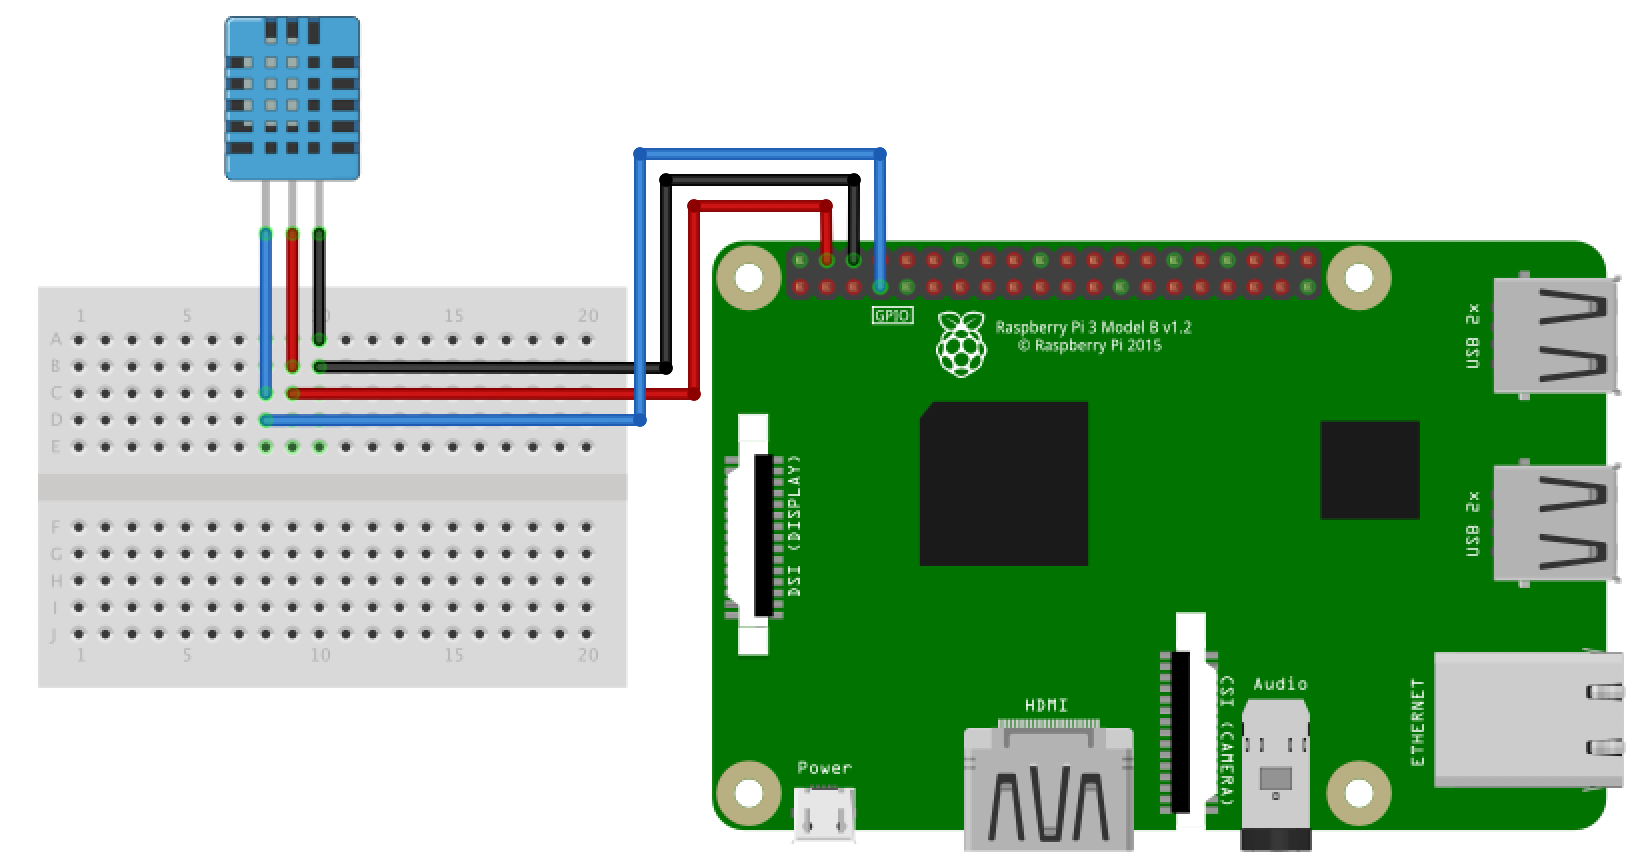 1 5 15 20
A
B
C
D
E
F
G
H
I
J
1 5 10 15 20
GPIO
Raspberry Pi 3 Model B v1.2
© Raspberry Pi 2015
USB 2x
USB 2x
DSI (DISPLAY)
CSI (CAMERA)
Audio
HDMI
ETHERNET
Power